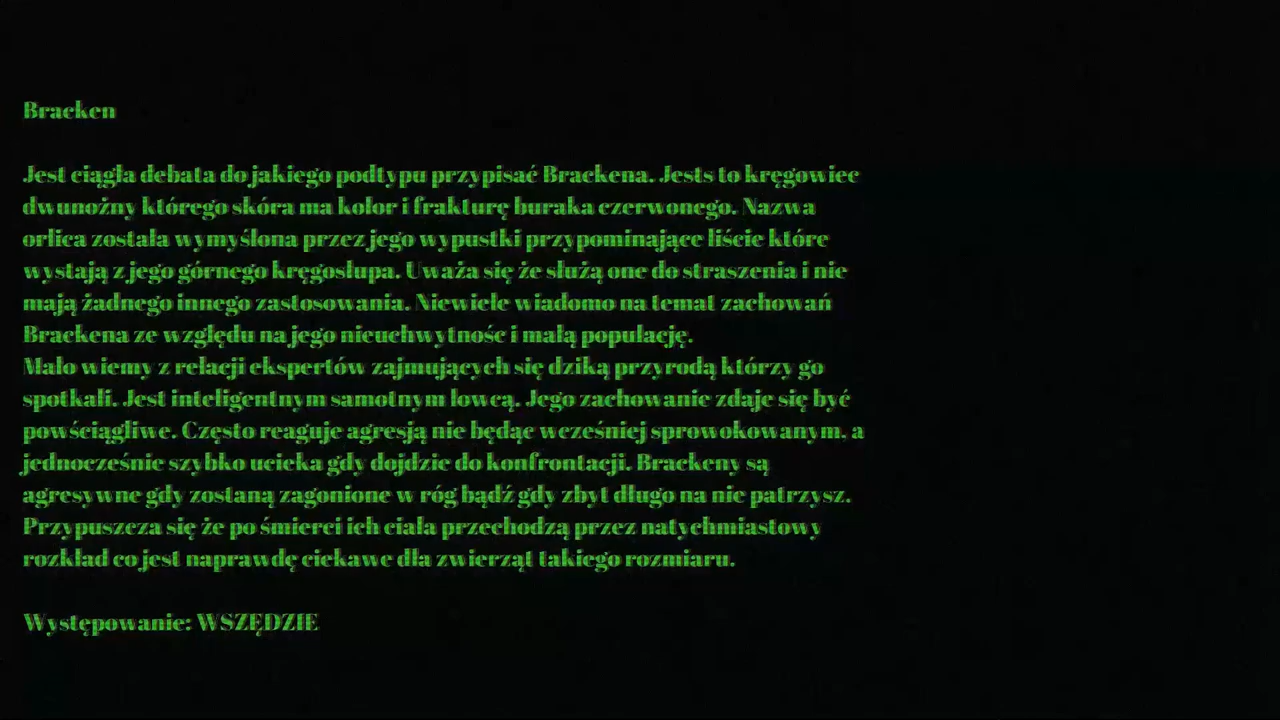 Bracken
Jest ciągła debata do jakiego podtypu przypisać Brackena. Jests to kręgowiec
dwunożny którego skóra ma kolor i frakturę buraka czerwonego. Nazwa
orlica została wymyślona przez jego wypustki przypominające liście które
wystają z jego górnego kręgosłupa. Uważa się że służą one do straszenia i nie
mają żadnego innego zastosowania. Niewiele wiadomo na temat zachowań
Brackena ze względu na jego nieuchwytność i małą populację.
Mało wiemy z relacji ekspertów zajmujących się dziką przyrodą którzy go
spotkali. Jest inteligentnym samotnym łowcą. Jego zachowanie zdaje się być
powściągliwe. Często reaguje agresją nie będąc wcześniej sprowokowanym, a
jednocześnie szybko ucieka gdy dojdzie do konfrontacji. Brackeny są
agresywne gdy zostaną zagonione w róg bądź gdy zbyt długo na nie patrzysz.
Przypuszcza się że po śmierci ich ciała przechodzą przez natychmiastowy
rozkład co jest naprawdę ciekawe dla zwierząt takiego rozmiaru.
Występowanie: WSZĘDZIE